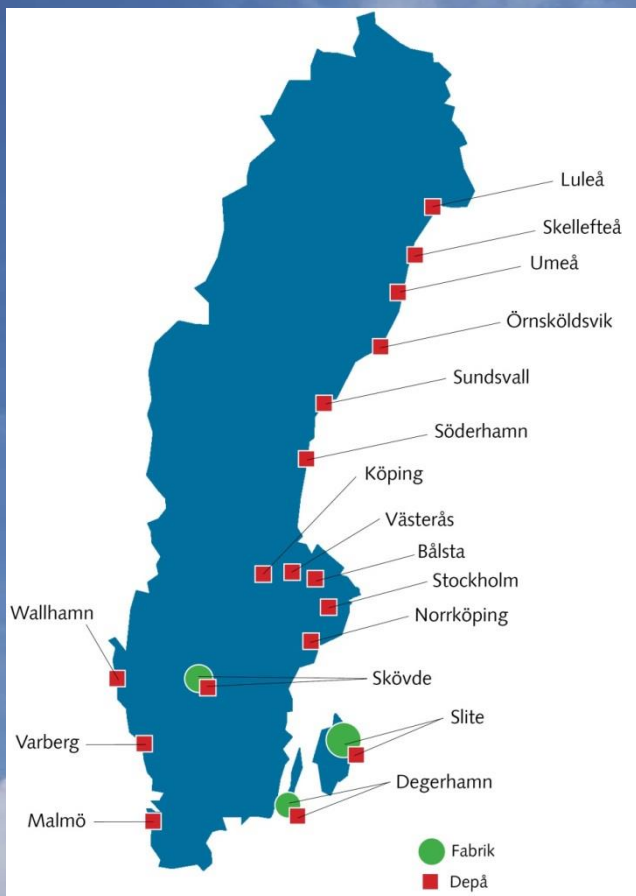 Luleå
Skellefteå
Umeå
Örnsköldsvik
Sundsvall
Söderhamn
Köping
Västerås
Bålsta
Stockholm
Wallhamn
Norrköping
Skövde
Slite
Varberg
Degerhamn
Malmö
Fabrik
Depå